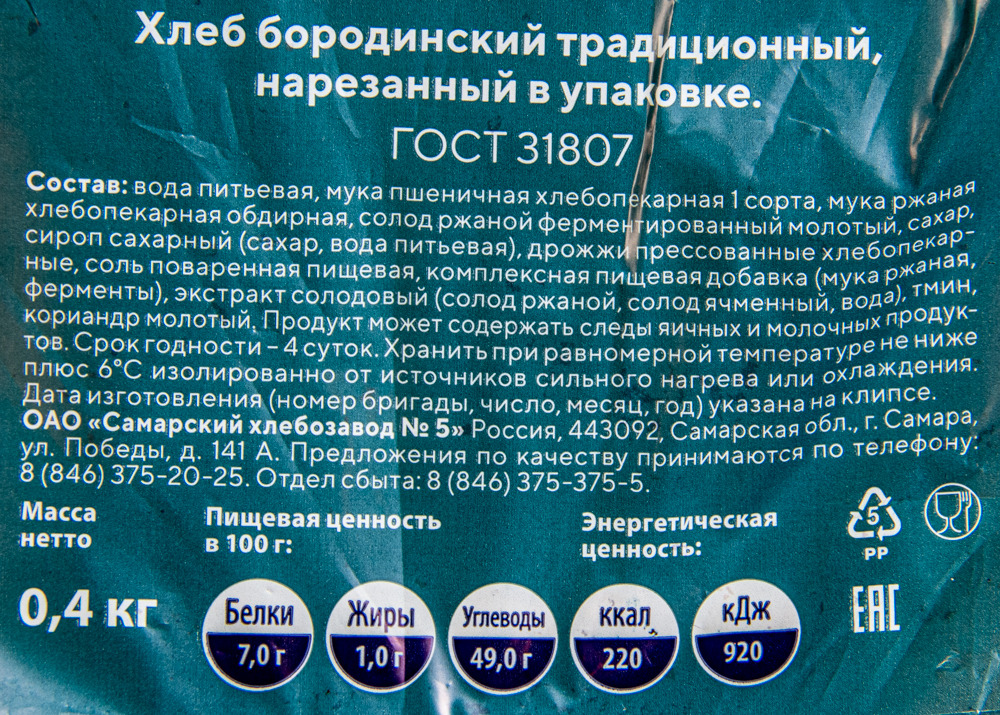 Хлеб бородинский традиционный,
нарезанный в упаковке.
ГОСТ 31807
Состав: вода питьевая, мука пшеничная хлебопекарная 1 сорта, мука ржаная
хлебопекарная обдирная, солод ржаной ферментированный молотый, сахар,
сироп сахарный (сахар, вода питьевая), дрожжи прессованные хлебопекар-
ные, соль поваренная пищевая, комплексная пищевая добавка (мука ржаная,
ферменты), экстракт солодовый (солод ржаной, солод ячменный, вода), тмин,
кориандр молотый. Продукт может содержать следы яичных и молочных продук-
тов. Срок годности – 4 суток. Хранить при равномерной температуре не ниже
плюс 6°С изолированно от источников сильного нагрева или охлаждения.
Дата изготовления (номер бригады, число, месяц, год) указана на клипсе.
ОАО «Самарский хлебозавод № 5» Россия, 443092, Самарская обл., г. Самара,
ул. Победы, д. 141 А. Предложения по качеству принимаются по телефону:
8 (846) 375-20-25. Отдел сбыта: 8 (846) 375-375-5.
Масса
нетто
0,4 кг
Пищевая ценность
в 100 г:
Энергетическая
ценность:
5
PP
Белки
7,0 г
Жиры
1,0 г
Углеводы
49,0 г
ккал
220
кДж
920
EAC